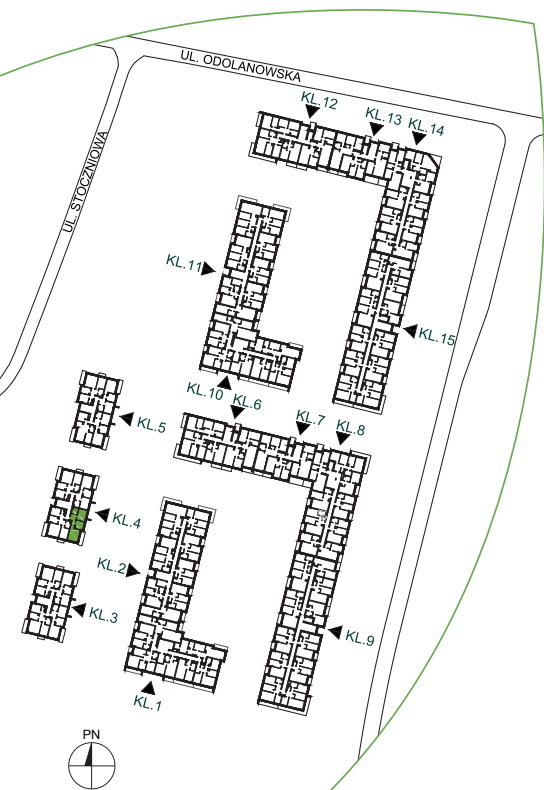 UL. ODOLANOWSKA
UL. STOCZNIOWA
KL.12
KL.13
KL.14
KL.11
KL.15
KL.10
KL.6
KL.7
KL.8
KL.5
KL.4
KL.2
KL.3
KL.9
KL.1
PN